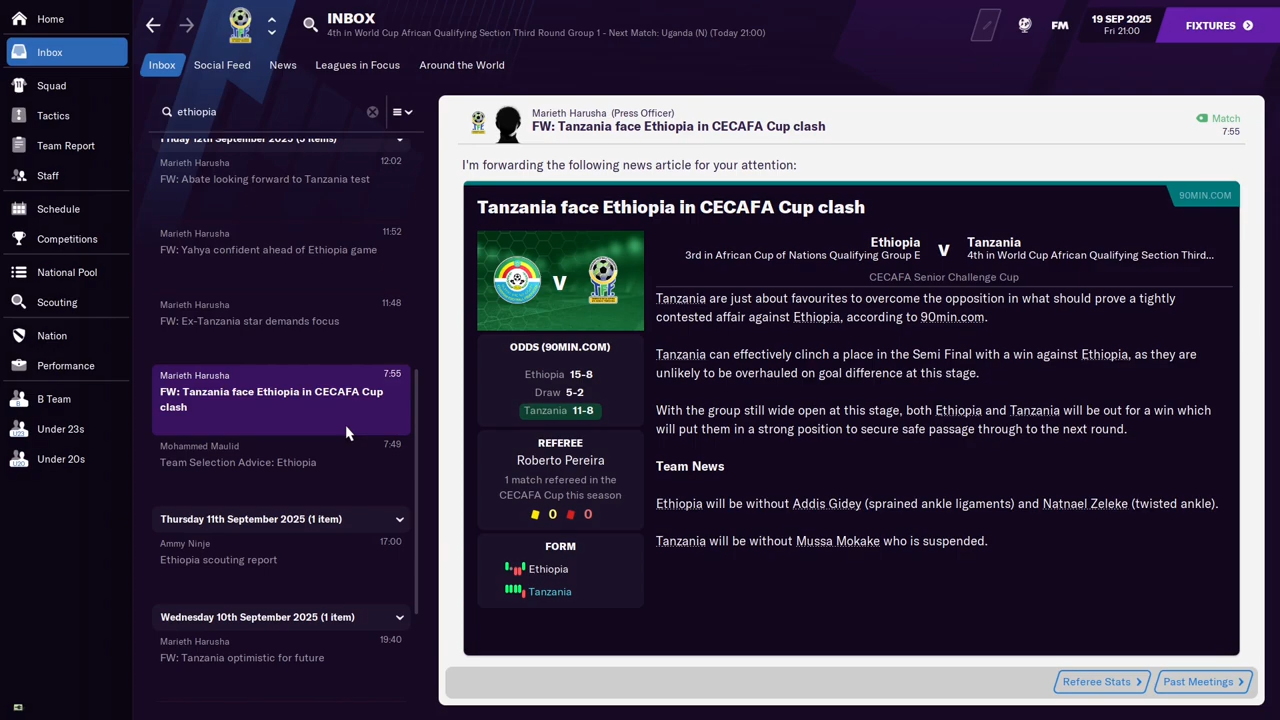 Home
Inbox
Squad
Tactics
Team Report
Staff
Schedule
Competitions
National Pool
Scouting
Nation
Performance
B Team
Under 23s
Under 20s
INBOX
4th in World Cup African Qualifying Section Third Round Group 1 - Next Match: Uganda (N) (Today 21:00)
FM
19 SEP 2025
Fri 21:00
FIXTURES
Inbox
Social Feed
News
Leagues in Focus
Around the World
ethiopia
Friday 12th September 2025 (5 items)
Marieth Harusha 12:02
FW: Abate looking forward to Tanzania test
Marieth Harusha 11:52
FW: Yahya confident ahead of Ethiopia game
Marieth Harusha 11:48
FW: Ex-Tanzania star demands focus
Marieth Harusha 7:55
FW: Tanzania face Ethiopia in CECAFA Cup
clash
Mohammed Maulid 7:49
Team Selection Advice: Ethiopia
Thursday 11th September 2025 (1 item)
Ammy Ninje 17:00
Ethiopia scouting report
Wednesday 10th September 2025 (1 item)
Marieth Harusha 19:40
FW: Tanzania optimistic for future
Marieth Harusha (Press Officer)
FW: Tanzania face Ethiopia in CECAFA Cup clash
Match
7:55
I'm forwarding the following news article for your attention:
90MIN.COM
Tanzania face Ethiopia in CECAFA Cup clash
V
Ethiopia V Tanzania
3rd in African Cup of Nations Qualifying Group E
4th in World Cup African Qualifying Section Third...
CECAFA Senior Challenge Cup
ODDS (90MIN.COM)
Ethiopia 15-8
Draw 5-2
Tanzania 11-8
REFEREE
Roberto Pereira
1 match refereed in the
CECAFA Cup this season
0 0
FORM
Ethiopia
Tanzania
Tanzania are just about favourites to overcome the opposition in what should prove a tightly
contested affair against Ethiopia, according to 90min.com.
Tanzania can effectively clinch a place in the Semi Final with a win against Ethiopia, as they are
unlikely to be overhauled on goal difference at this stage.
With the group still wide open at this stage, both Ethiopia and Tanzania will be out for a win which
will put them in a strong position to secure safe passage through to the next round.
Team News
Ethiopia will be without Addis Gidey (sprained ankle ligaments) and Natnael Zeleke (twisted ankle).
Tanzania will be without Mussa Mokake who is suspended.
Referee Stats
Past Meetings